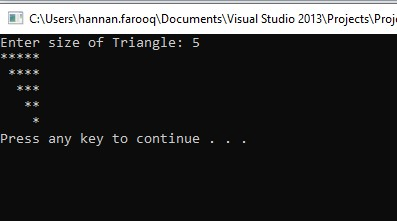 C:\Users\hannan.farooq\Documents\Visual Studio 2013\Projects\Proje
Enter size of Triangle: 5
*****
 ****
  ***
   **
    *
Press any key to continue . . .